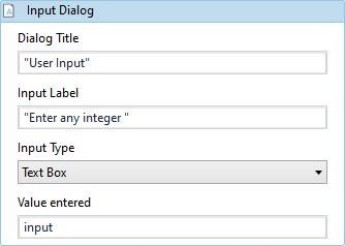 Input Dialog
Dialog Title
"User Input"
Input Label
"Enter any integer "
Input Type
Text Box
Value entered
input